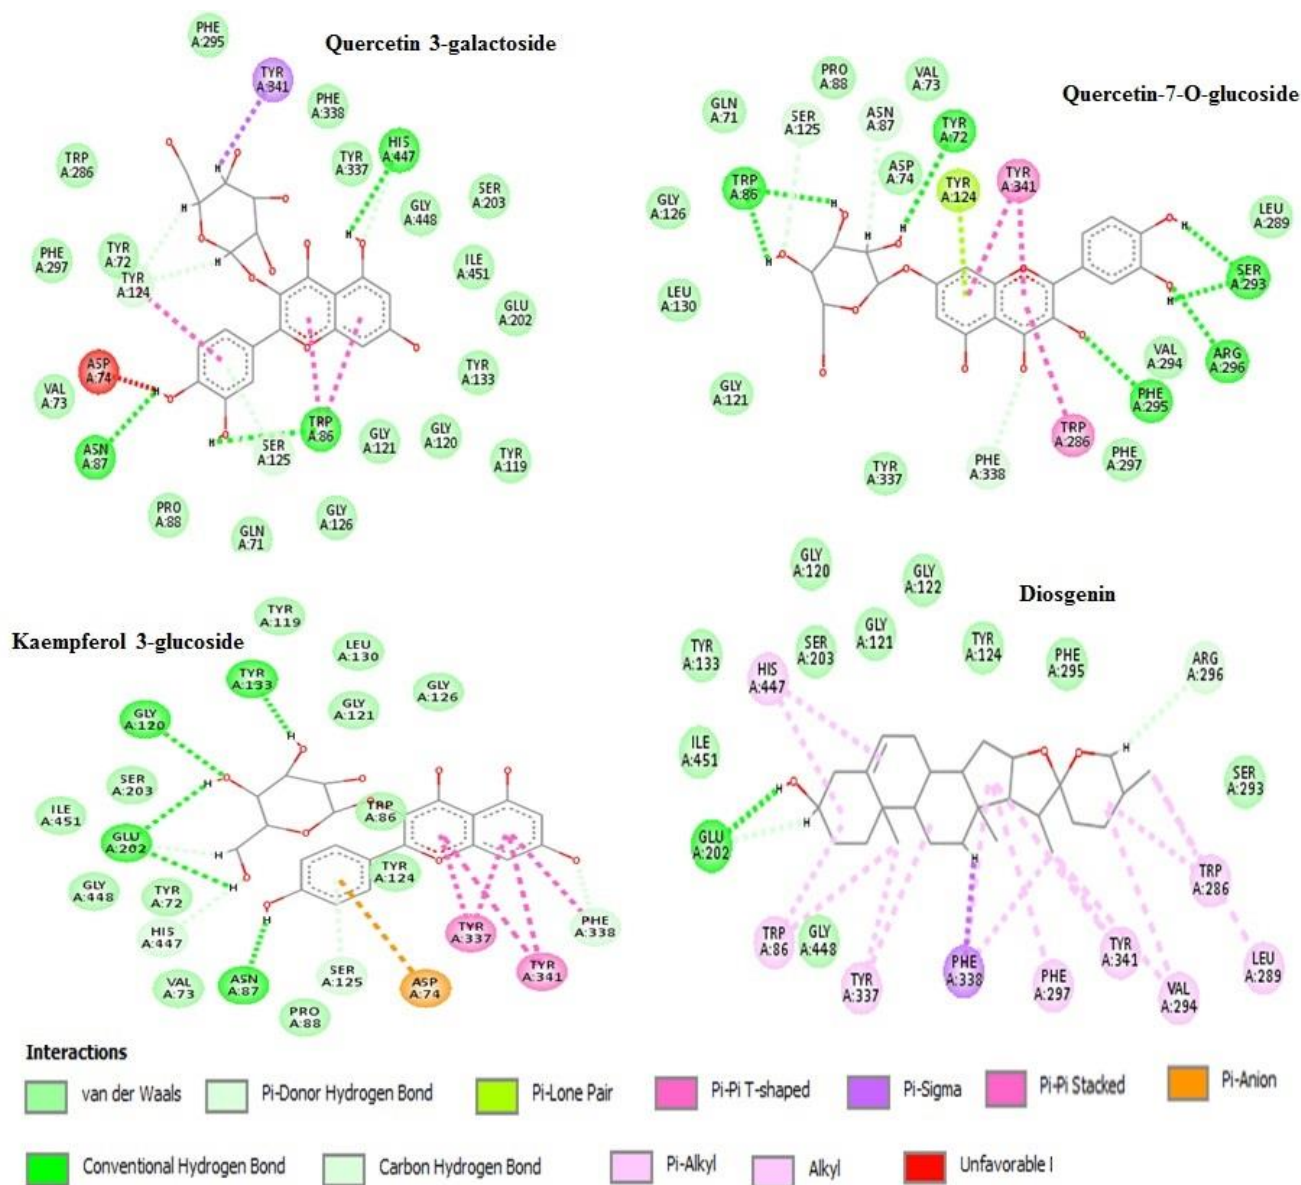 Quercetin 3-galactoside
PHE
A:295
TYR
A:341
PHE
A:338
HIS
A:447
TRP
A:286
TYR
A:337
SER
A:203
GLY
A:448
PHE
A:297
TYR
A:72
TYR
A:124
ILE
A:451
GLU
A:202
ASP
A:74
VAL
A:73
TYR
A:133
ASN
A:87
TRP
A:86
SER
A:125
GLY
A:121
GLY
A:120
TYR
A:119
PRO
A:88
GLN
A:71
GLY
A:126
Quercetin-7-O-glucoside
PRO
A:88
VAL
A:73
GLN
A:71
SER
A:125
ASN
A:87
TYR
A:72
TRP
A:86
ASP
A:74
TYR
A:124
TYR
A:341
GLY
A:126
LEU
A:289
SER
A:293
LEU
A:130
VAL
A:294
ARG
A:296
GLY
A:121
PHE
A:295
TRP
A:286
TYR
A:337
PHE
A:338
PHE
A:297
Kaempferol 3-glucoside
TYR
A:119
LEU
A:130
TYR
A:133
GLY
A:126
GLY
A:121
GLY
A:120
SER
A:203
ILE
A:451
TRP
A:86
GLU
A:202
TYR
A:124
GLY
A:448
TYR
A:72
HIS
A:447
TYR
A:337
PHE
A:338
VAL
A:73
ASN
A:87
SER
A:125
ASP
A:74
TYR
A:341
PRO
A:88
Diosgenin
GLY
A:120
GLY
A:122
TYR
A:133
SER
A:203
GLY
A:121
TYR
A:124
PHE
A:295
ARG
A:296
HIS
A:447
ILE
A:451
SER
A:293
GLU
A:202
TRP
A:286
TRP
A:86
GLY
A:448
TYR
A:337
PHE
A:338
PHE
A:297
TYR
A:341
VAL
A:294
LEU
A:289
Interactions
van der Waals
Pi-Donor Hydrogen Bond
Pi-Lone Pair
Pi-Pi T-shaped
Pi-Sigma
Pi-Pi Stacked
Pi-Anion
Conventional Hydrogen Bond
Carbon Hydrogen Bond
Pi-Alkyl
Alkyl
Unfavorable